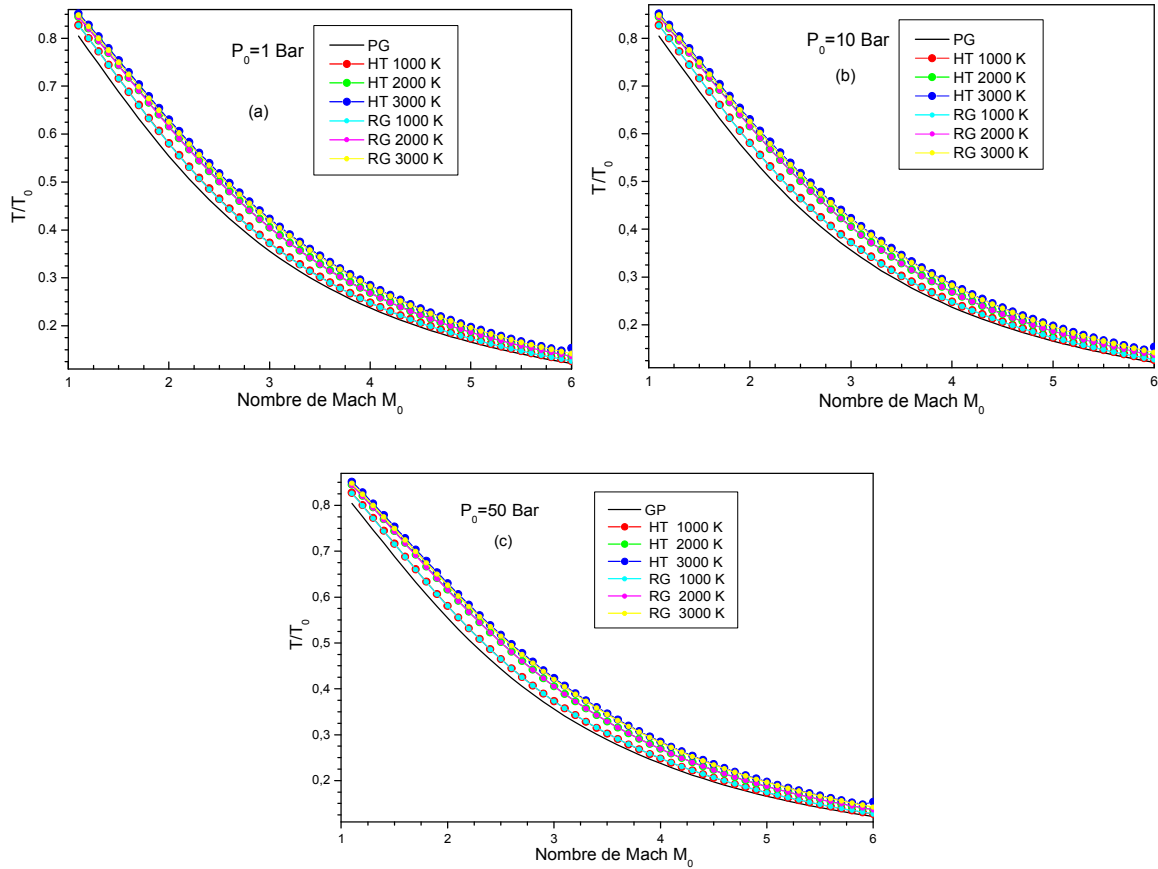 P₀=1 Bar
(a)
PG
HT 1000 K
HT 2000 K
HT 3000 K
RG 1000 K
RG 2000 K
RG 3000 K
T/T₀
0,8
0,7
0,6
0,5
0,4
0,3
0,2
1 2 3 4 5 6
Nombre de Mach M₀
P₀=10 Bar
(b)
PG
HT 1000 K
HT 2000 K
HT 3000 K
RG 1000 K
RG 2000 K
RG 3000 K
T/T₀
0,8
0,7
0,6
0,5
0,4
0,3
0,2
1 2 3 4 5 6
Nombre de Mach M₀
P₀=50 Bar
(c)
GP
HT 1000 K
HT 2000 K
HT 3000 K
RG 1000 K
RG 2000 K
RG 3000 K
T/T₀
0,8
0,7
0,6
0,5
0,4
0,3
0,2
1 2 3 4 5 6
Nombre de Mach M₀